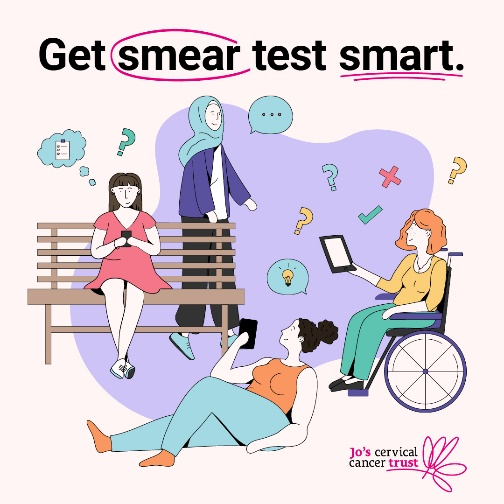 Get smear test smart.
Jo's cervical
cancer trust